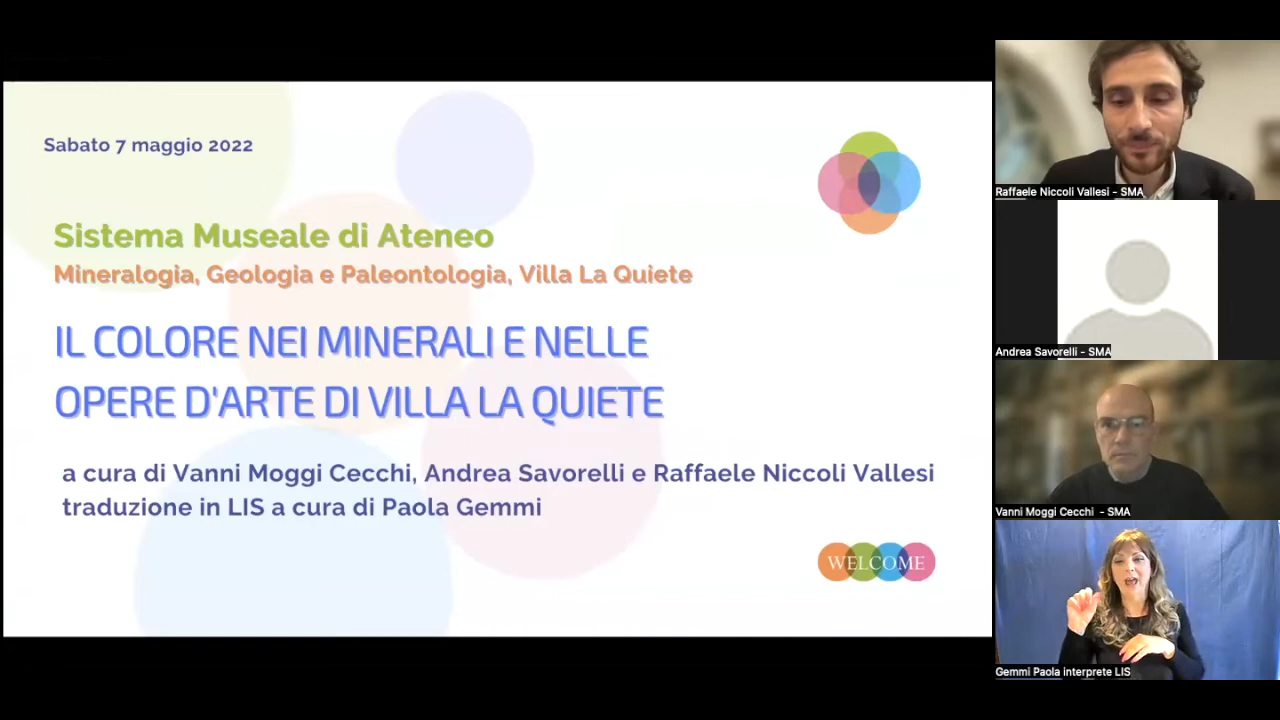 Sabato 7 maggio 2022
Sistema Museale di Ateneo
Mineralogia, Geologia e Paleontologia, Villa La Quiete
IL COLORE NEI MINERALI E NELLE
OPERE D'ARTE DI VILLA LA QUIETE
a cura di Vanni Moggi Cecchi, Andrea Savorelli e Raffaele Niccoli Vallesi
traduzione in LIS a cura di Paola Gemmi
WELCOME
Raffaele Niccoli Vallesi - SMA
Andrea Savorelli - SMA
Vanni Moggi Cecchi - SMA
Gemmi Paola interprete LIS